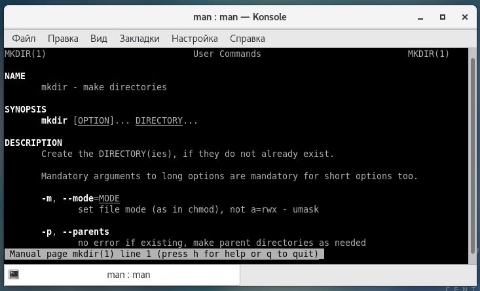 man : man — Konsole
Файл Правка Вид Закладки Настройка Справка
MKDIR(1) User Commands MKDIR(1)
NAME
mkdir - make directories
SYNOPSIS
mkdir [OPTION]... DIRECTORY...
DESCRIPTION
Create the DIRECTORY(ies), if they do not already exist.
Mandatory arguments to long options are mandatory for short options too.
-m, --mode=MODE
set file mode (as in chmod), not a=rwx - umask
-p, --parents
no error if existing, make parent directories as needed
Manual page mkdir(1) line 1 (press h for help or q to quit)
man : man
CENT